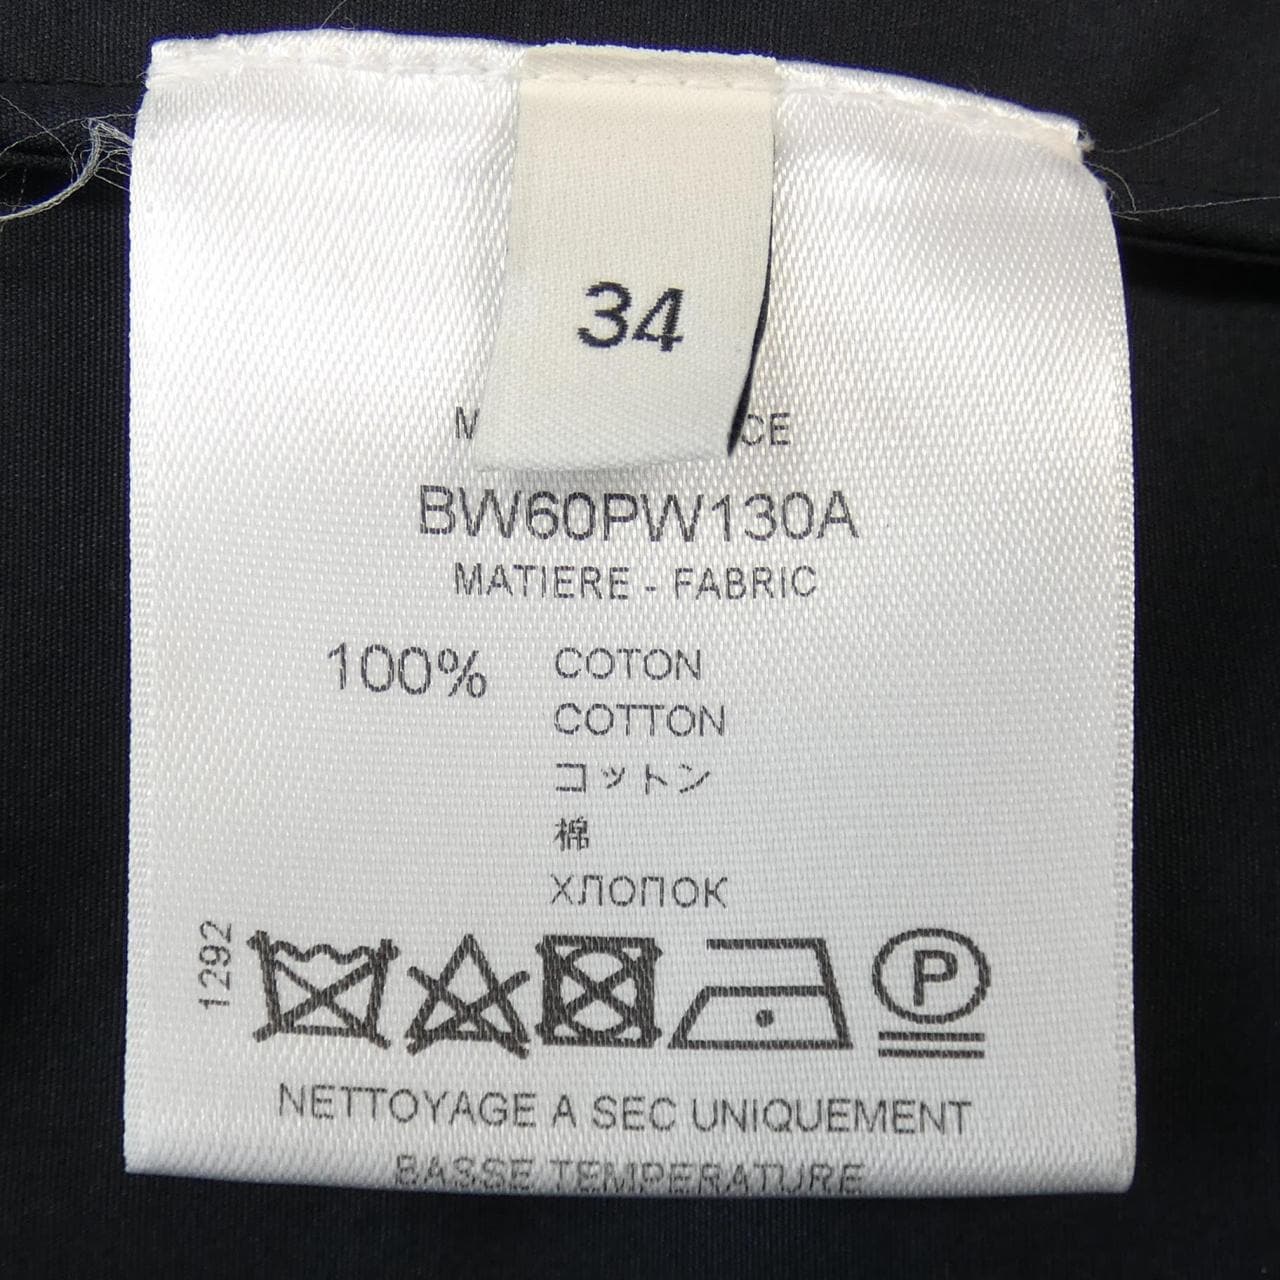 34
BW60PW130A
MATIERE - FABRIC
100% COTON
COTTON
コットン
棉
ХЛОПОК
1292
P
NETTOYAGE A SEC UNIQUEMENT
BASSE TEMPERATURE